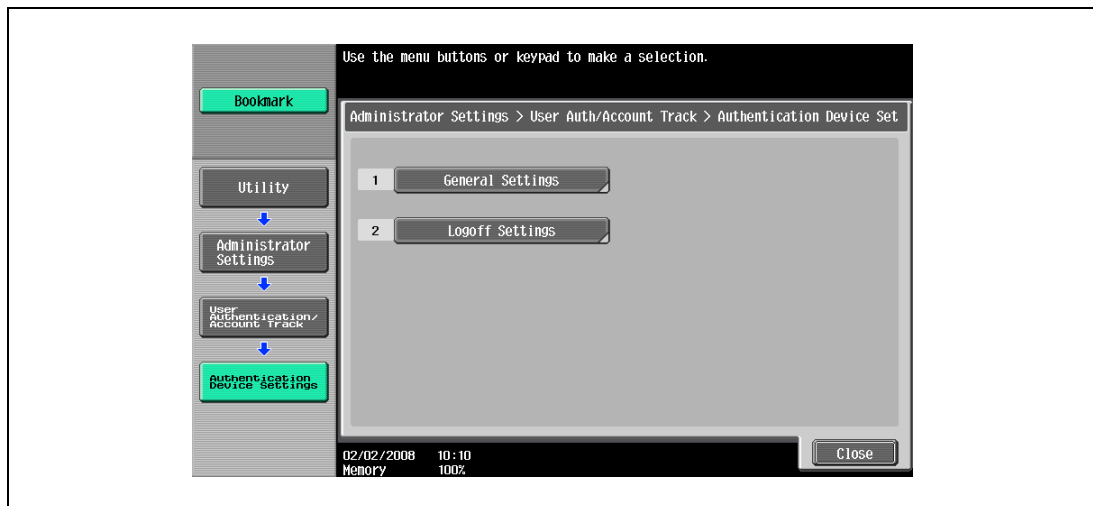 Use the menu buttons or keypad to make a selection.
Bookmark
Administrator Settings > User Auth/Account Track > Authentication Device Set
Utility
Administrator
Settings
User
Authentication/
Account Track
Authentication
Device Settings
1 General Settings
2 Logoff Settings
02/02/2008 10:10
Memory 100%
Close